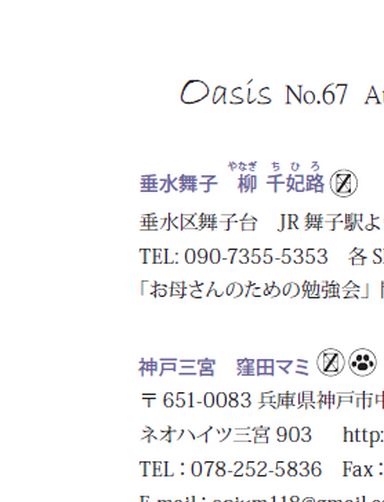 Oasis No.67
やなぎ ち ひ ろ
垂水舞子 柳 千妃路
垂水区舞子台 JR 舞子駅よ
TEL: 090-7355-5353 各
「お母さんのための勉強会」
神戸三宮 窪田マミ
〒651-0083 兵庫県神戸市中
ネオハイツ三宮 903 http:
TEL：078-252-5836 Fax：